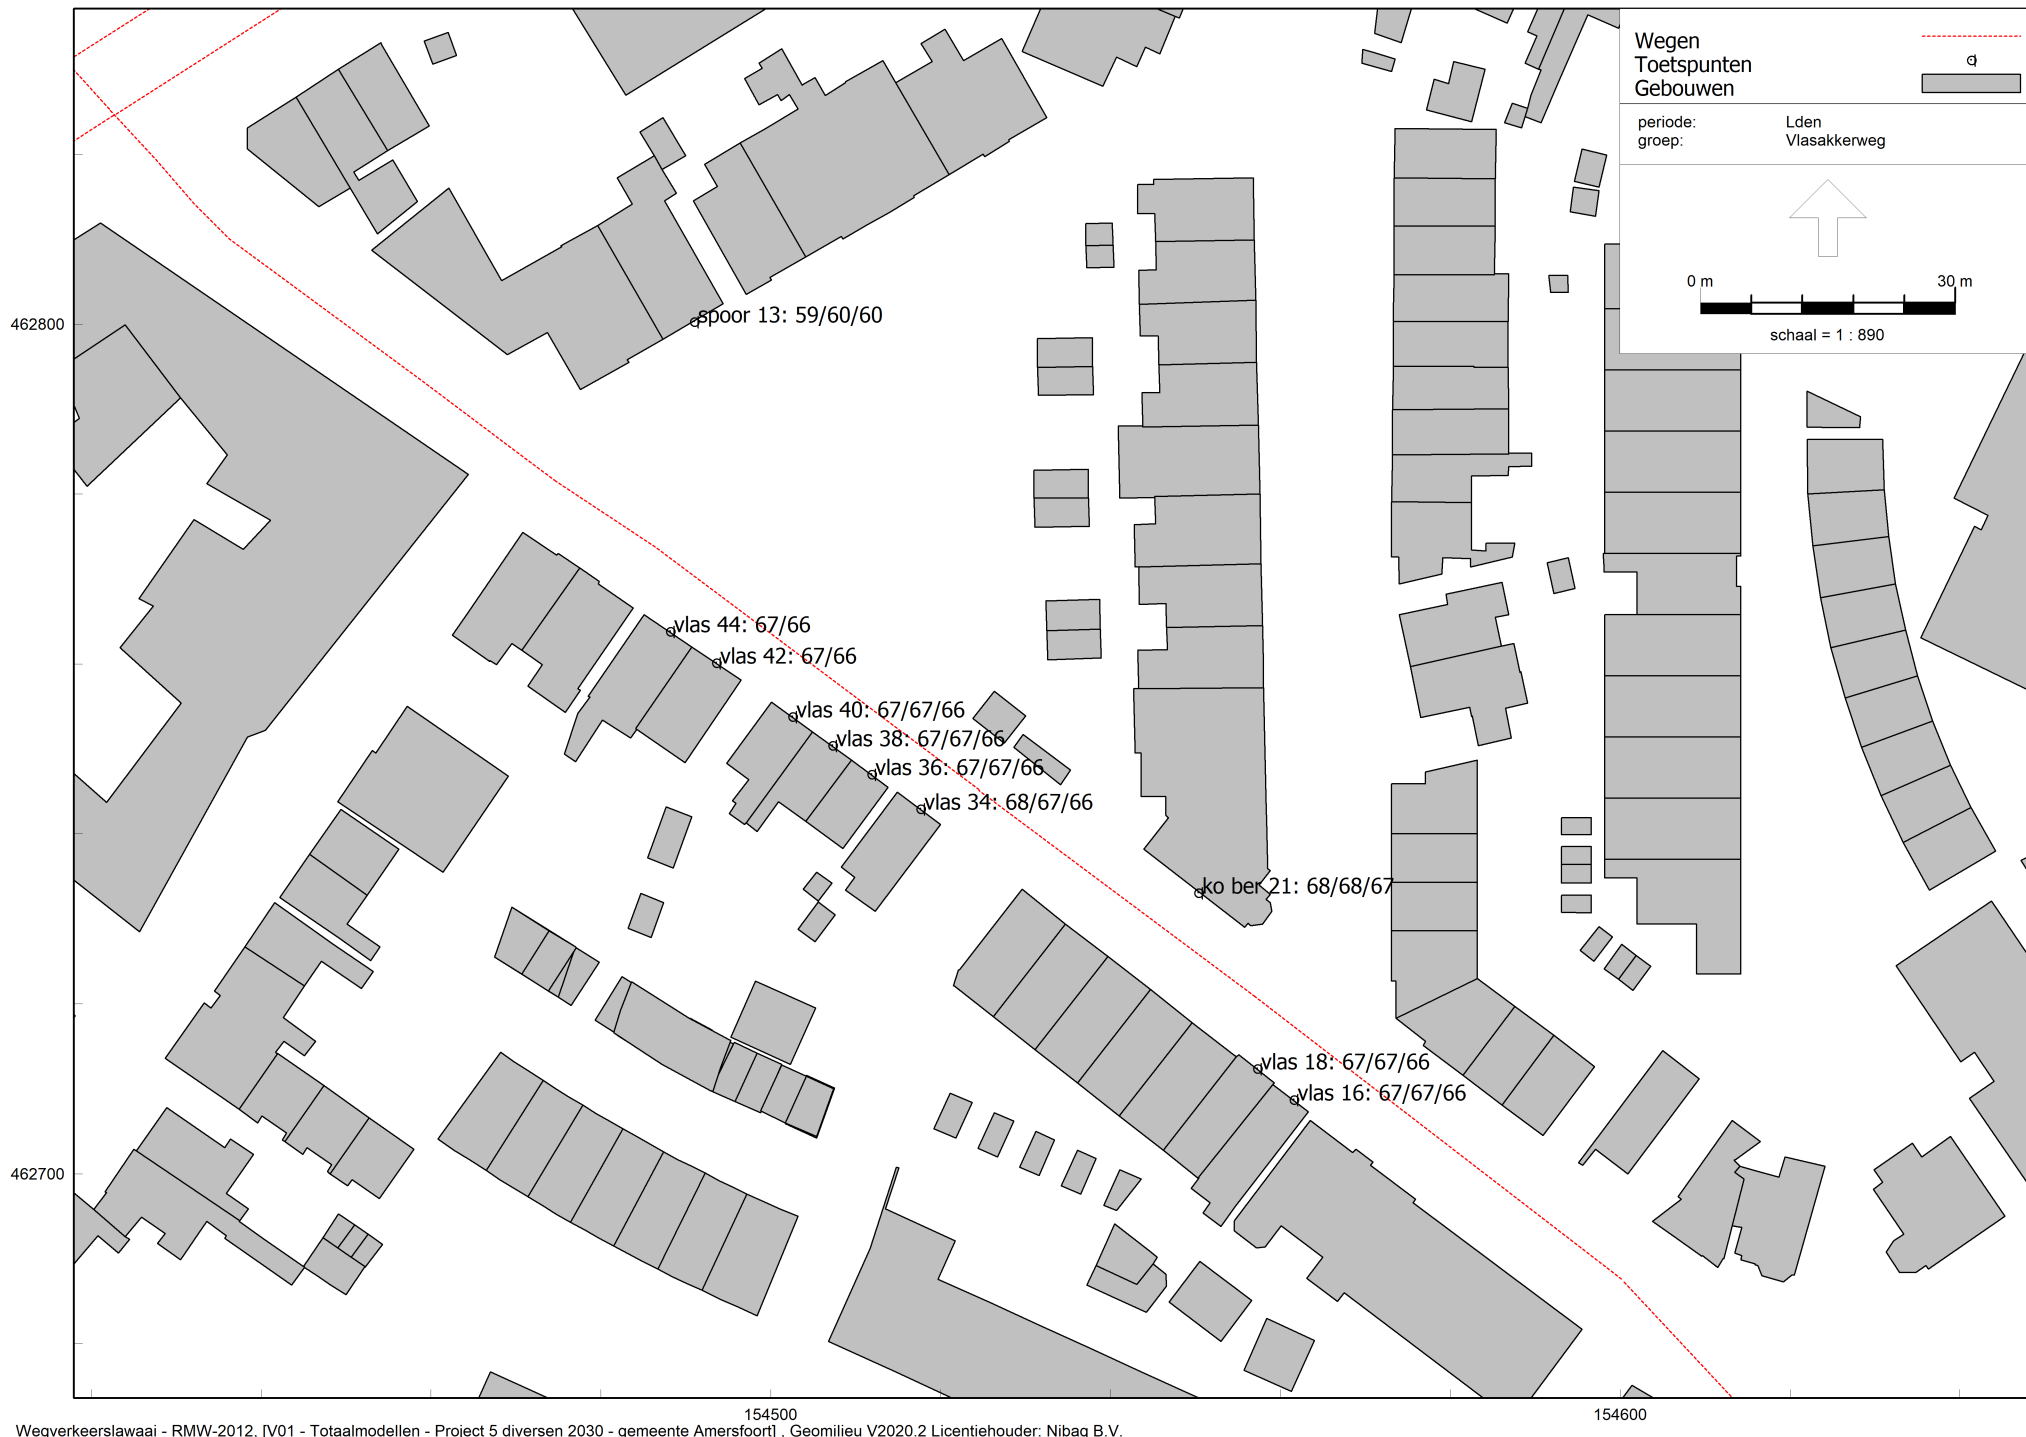 Wegen
Toetspunten
Gebouwen
periode: Lden
groep: Vlasakkerweg
0 m 30 m
schaal = 1 : 890
462800
spoor 13: 59/60/60
vlas 44: 67/66
vlas 42: 67/66
vlas 40: 67/67/66
vlas 38: 67/67/66
vlas 36: 67/67/66
vlas 34: 68/67/66
ko ber 21: 68/68/67
vlas 18: 67/67/66
vlas 16: 67/67/66
462700
154500 154600
Wegverkeerslawaai - RMW-2012, [V01 - Totaalmodellen - Project 5 diversen 2030 - gemeente Amersfoort] , Geomilieu V2020.2 Licentiehouder: Nibag B.V.